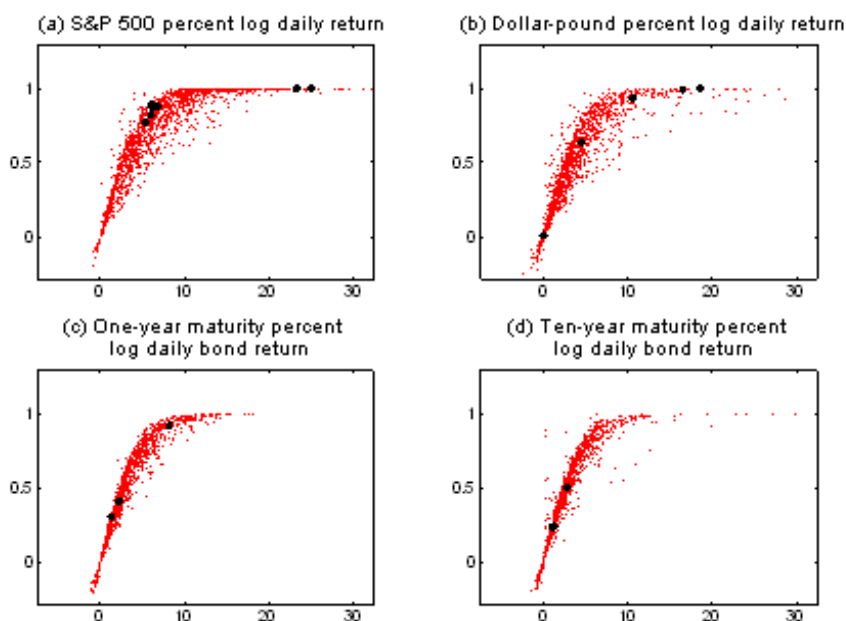 (a) S&P 500 percent log daily return
(b) Dollar-pound percent log daily return
1
0.5
0
0 10 20 30
1
0.5
0
0 10 20 30
(c) One-year maturity percent
log daily bond return
(d) Ten-year maturity percent
log daily bond return
1
0.5
0
0 10 20 30
1
0.5
0
0 10 20 30